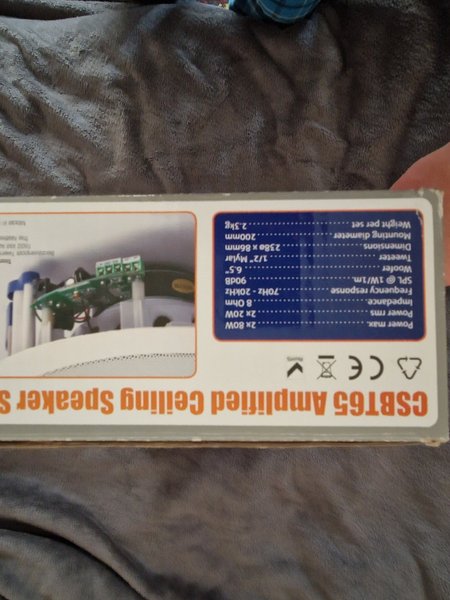 CSBT65 Amplified Ceiling Speaker S
RoHS
Power max. 2x 80W
Power rms 2x 20W
Impedance. 8 Ohm
Frequency response 70Hz - 20kHz
SPL @ 1W/1m. 90dB
Woofer 6.5"
Tweeter 1/2" Mylar
Dimensions 258ø x 86mm
Mounting diameter 200mm
Weight per set 2.3kg